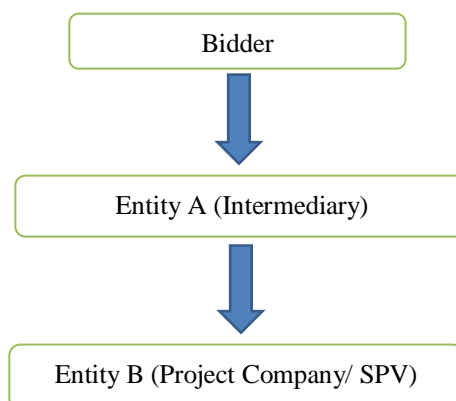 Bidder
Entity A (Intermediary)
Entity B (Project Company/ SPV)